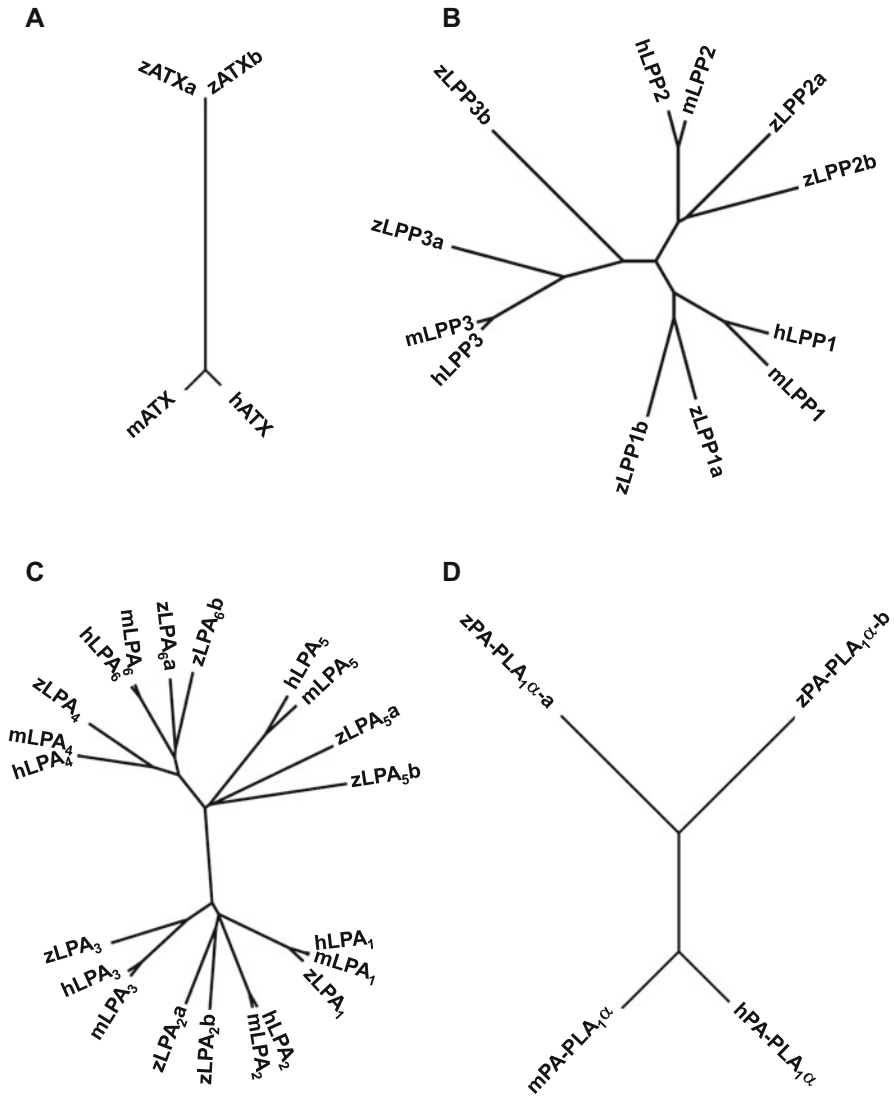 A
zATXa
zATXb
mATX
hATX
B
zLPP3b
hLPP2
mLPP2
zLPP2a
zLPP2b
zLPP3a
mLPP3
hLPP3
hLPP1
mLPP1
zLPP1b
zLPP1a
C
zLPA₄
mLPA₄
hLPA₄
hLPA₆
mLPA₆
zLPA₆a
zLPA₆b
hLPA₅
mLPA₅
zLPA₅a
zLPA₅b
zLPA₃
hLPA₃
mLPA₃
zLPA₂a
zLPA₂b
mLPA₂
hLPA₂
hLPA₁
mLPA₁
zLPA₁
D
zPA-PLA₁α-a
zPA-PLA₁α-b
mPA-PLA₁α
hPA-PLA₁α